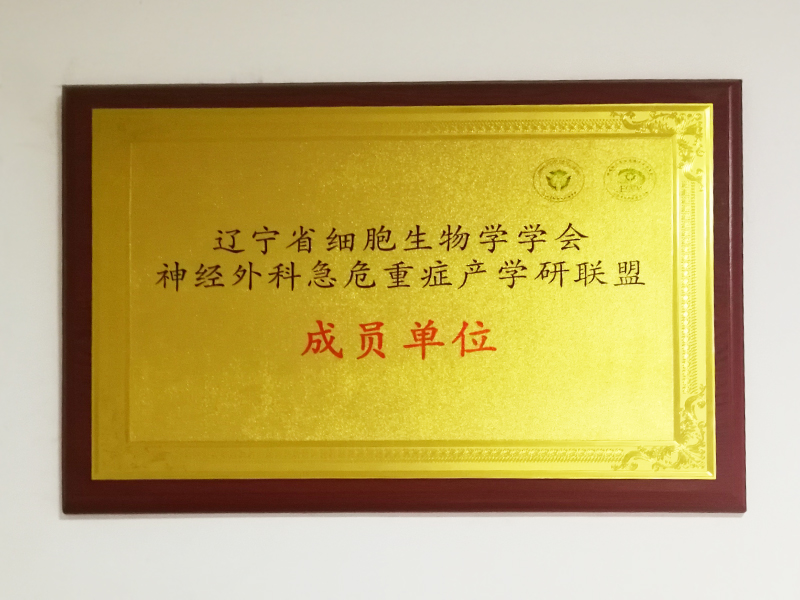 辽宁省细胞生物学学会
神经外科急危重症产学研联盟
成员单位